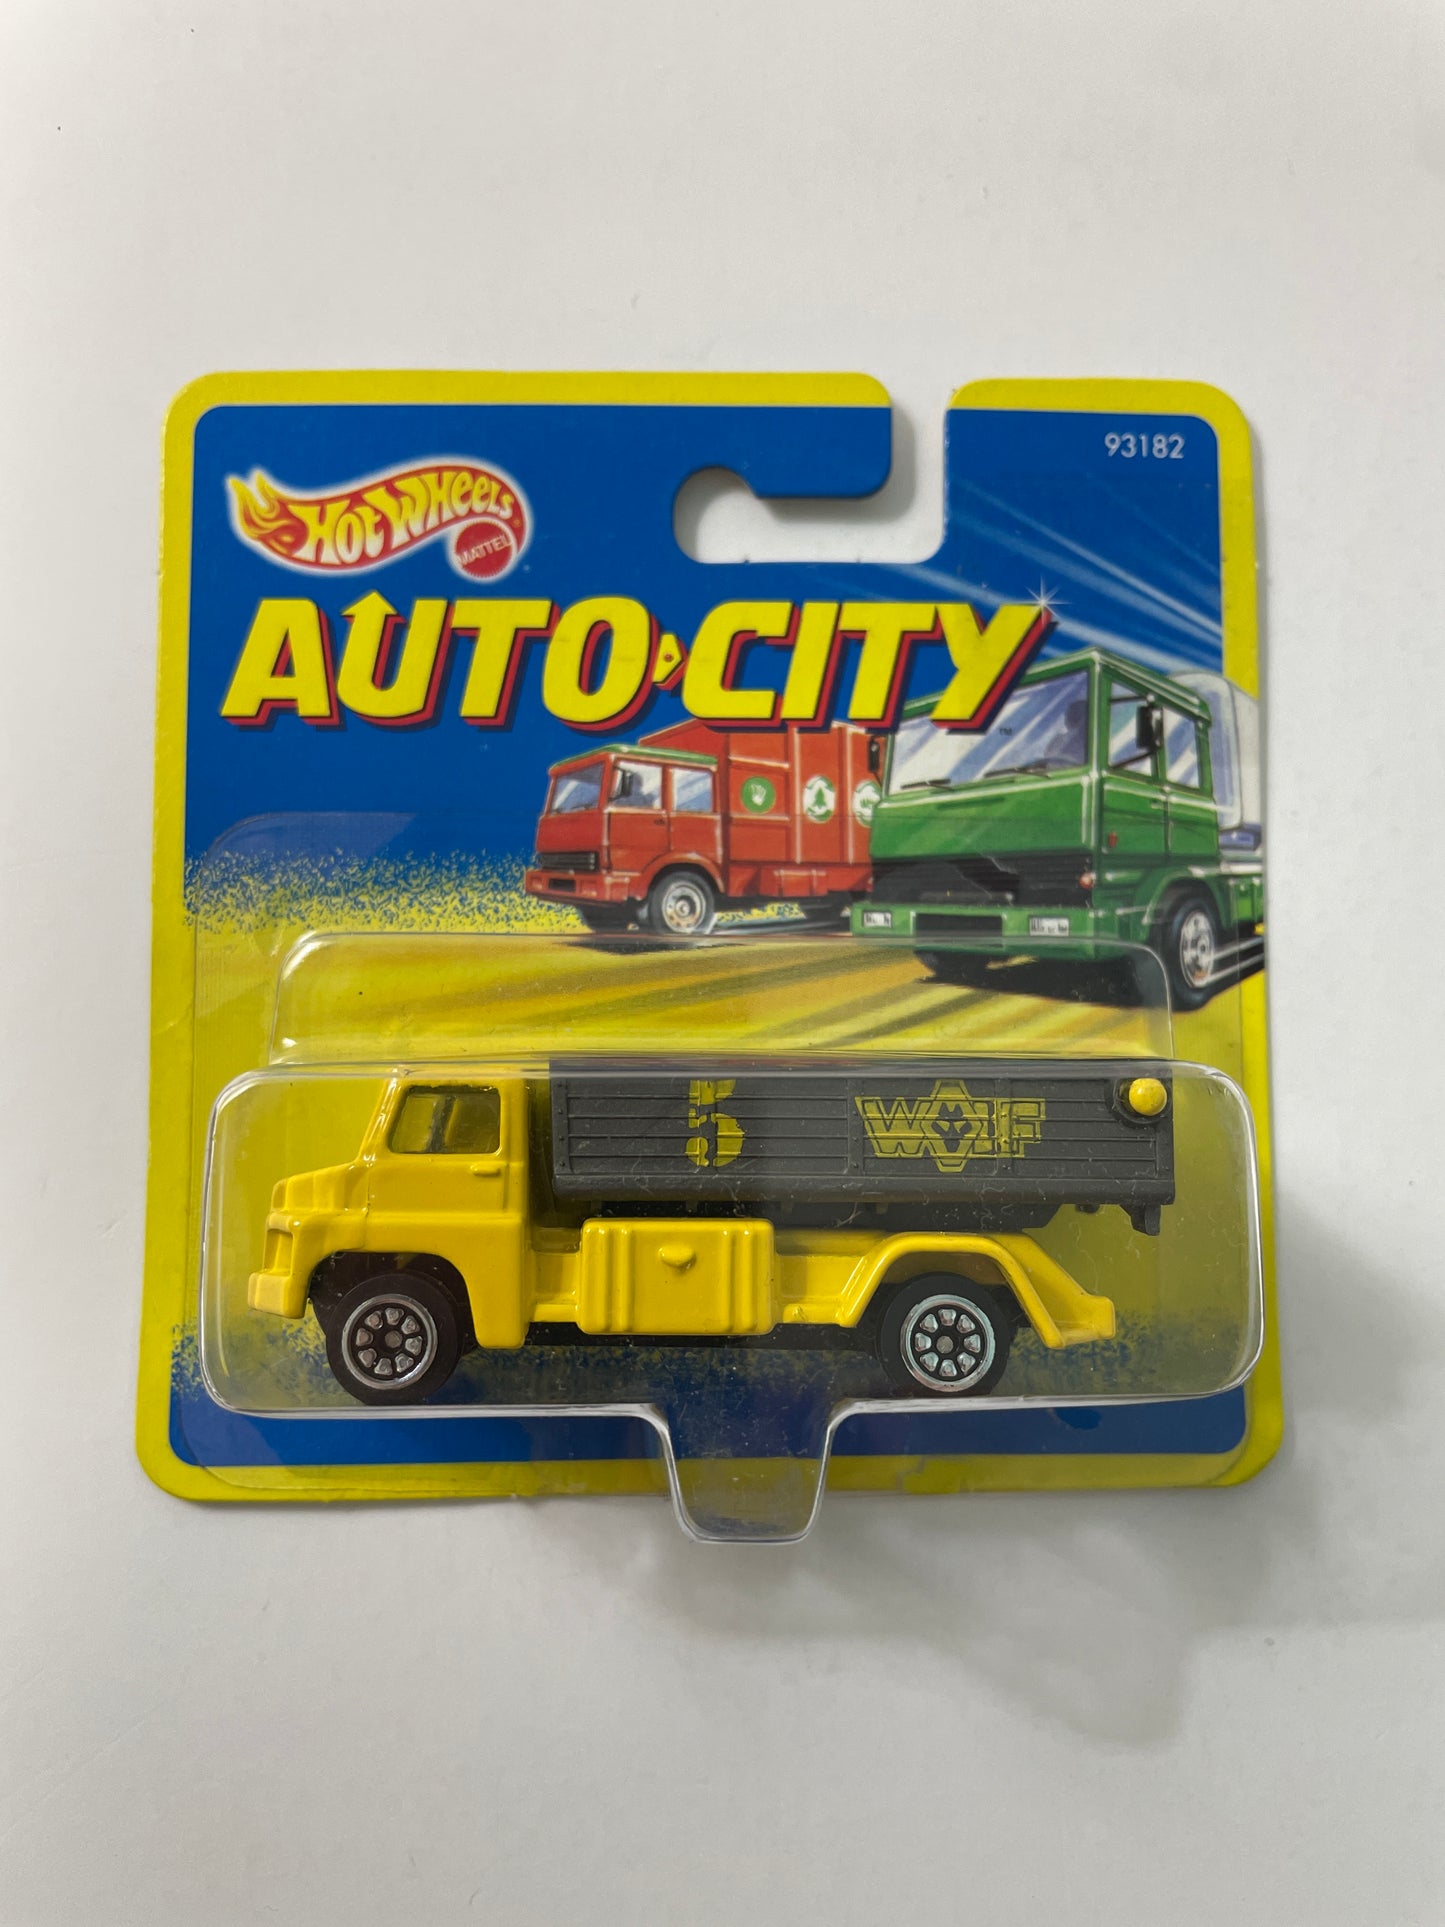 93182
HOT WHEELS
MATTEL
AUTO·CITY
5 WOLF